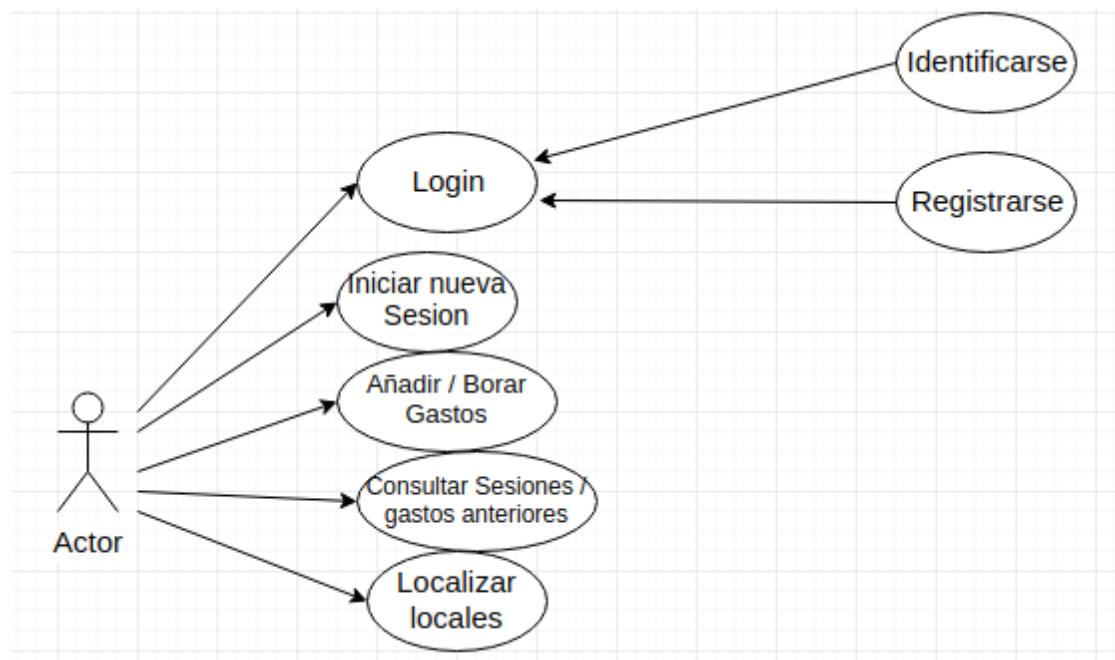 Identificarse
Login
Registrarse
Iniciar nueva
Sesion
Añadir / Borar
Gastos
Consultar Sesiones /
gastos anteriores
Actor
Localizar
locales